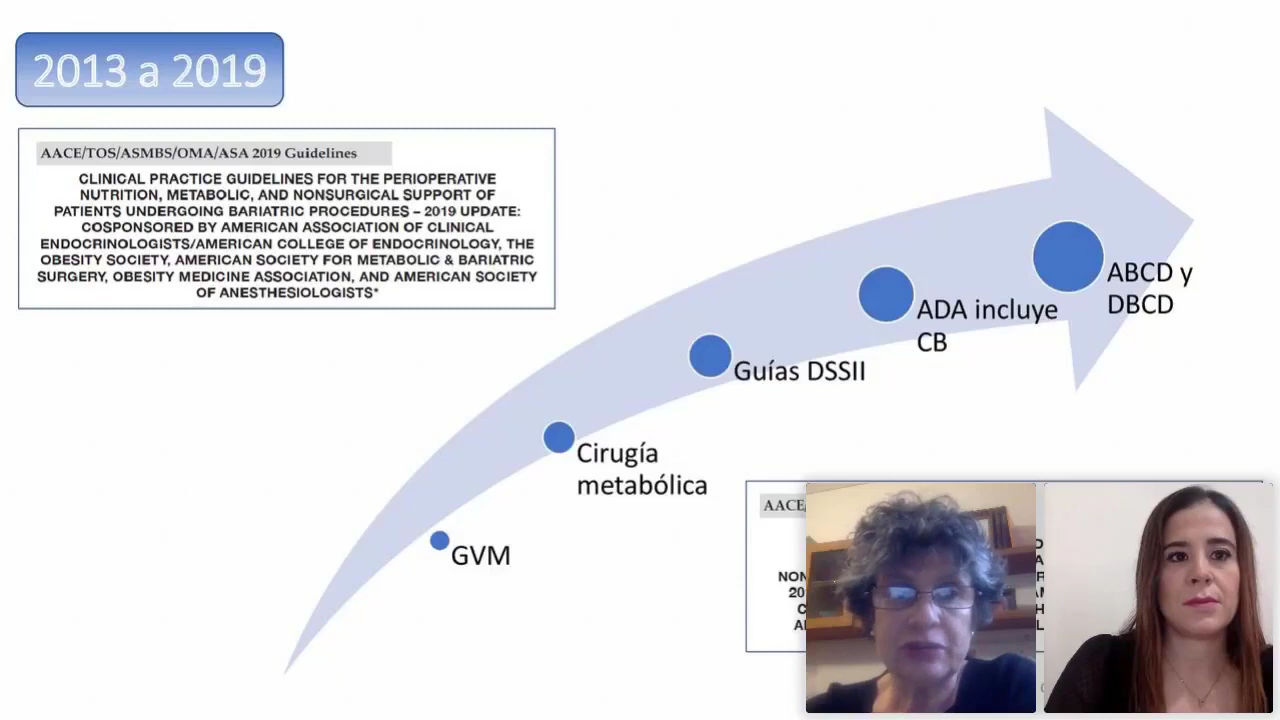 2013 a 2019
AACE/TOS/ASMBS/OMA/ASA 2019 Guidelines
CLINICAL PRACTICE GUIDELINES FOR THE PERIOPERATIVE
NUTRITION, METABOLIC, AND NONSURGICAL SUPPORT OF
PATIENTS UNDERGOING BARIATRIC PROCEDURES – 2019 UPDATE:
COSPONSORED BY AMERICAN ASSOCIATION OF CLINICAL
ENDOCRINOLOGISTS/AMERICAN COLLEGE OF ENDOCRINOLOGY, THE
OBESITY SOCIETY, AMERICAN SOCIETY FOR METABOLIC & BARIATRIC
SURGERY, OBESITY MEDICINE ASSOCIATION, AND AMERICAN SOCIETY
OF ANESTHESIOLOGISTS*
ABCD y
DBCD
ADA incluye
CB
Guías DSSII
Cirugía
metabólica
GVM
AACE/